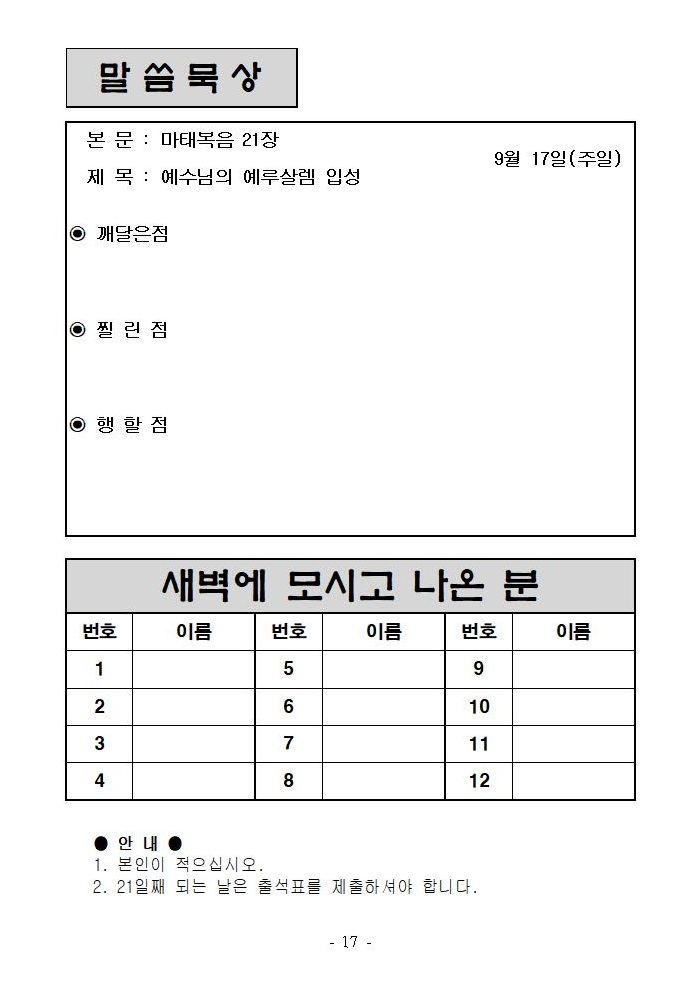 말 씀 묵 상
본 문 : 마태복음 21장
9월 17일(주일)
제 목 : 예수님의 예루살렘 입성
◉ 깨달은점
◉ 찔 린 점
◉ 행 할 점
새벽에 모시고 나온 분
번호 이름 번호 이름 번호 이름
1 5 9
2 6 10
3 7 11
4 8 12
● 안 내 ●
1. 본인이 적으십시오.
2. 21일째 되는 날은 출석표를 제출하셔야 합니다.
- 17 -